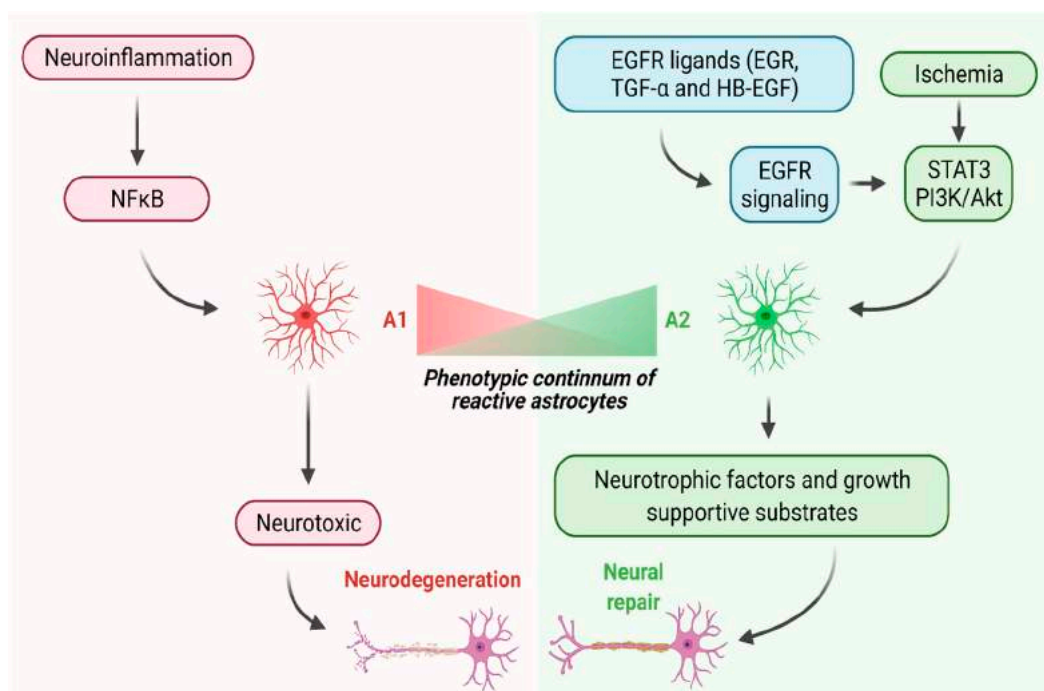 Neuroinflammation
NFκB
A1
Neurotoxic
Neurodegeneration
EGFR ligands (EGR,
TGF-α and HB-EGF)
Ischemia
EGFR
signaling
STAT3
PI3K/Akt
A2
Phenotypic continnum of
reactive astrocytes
Neurotrophic factors and growth
supportive substrates
Neural
repair